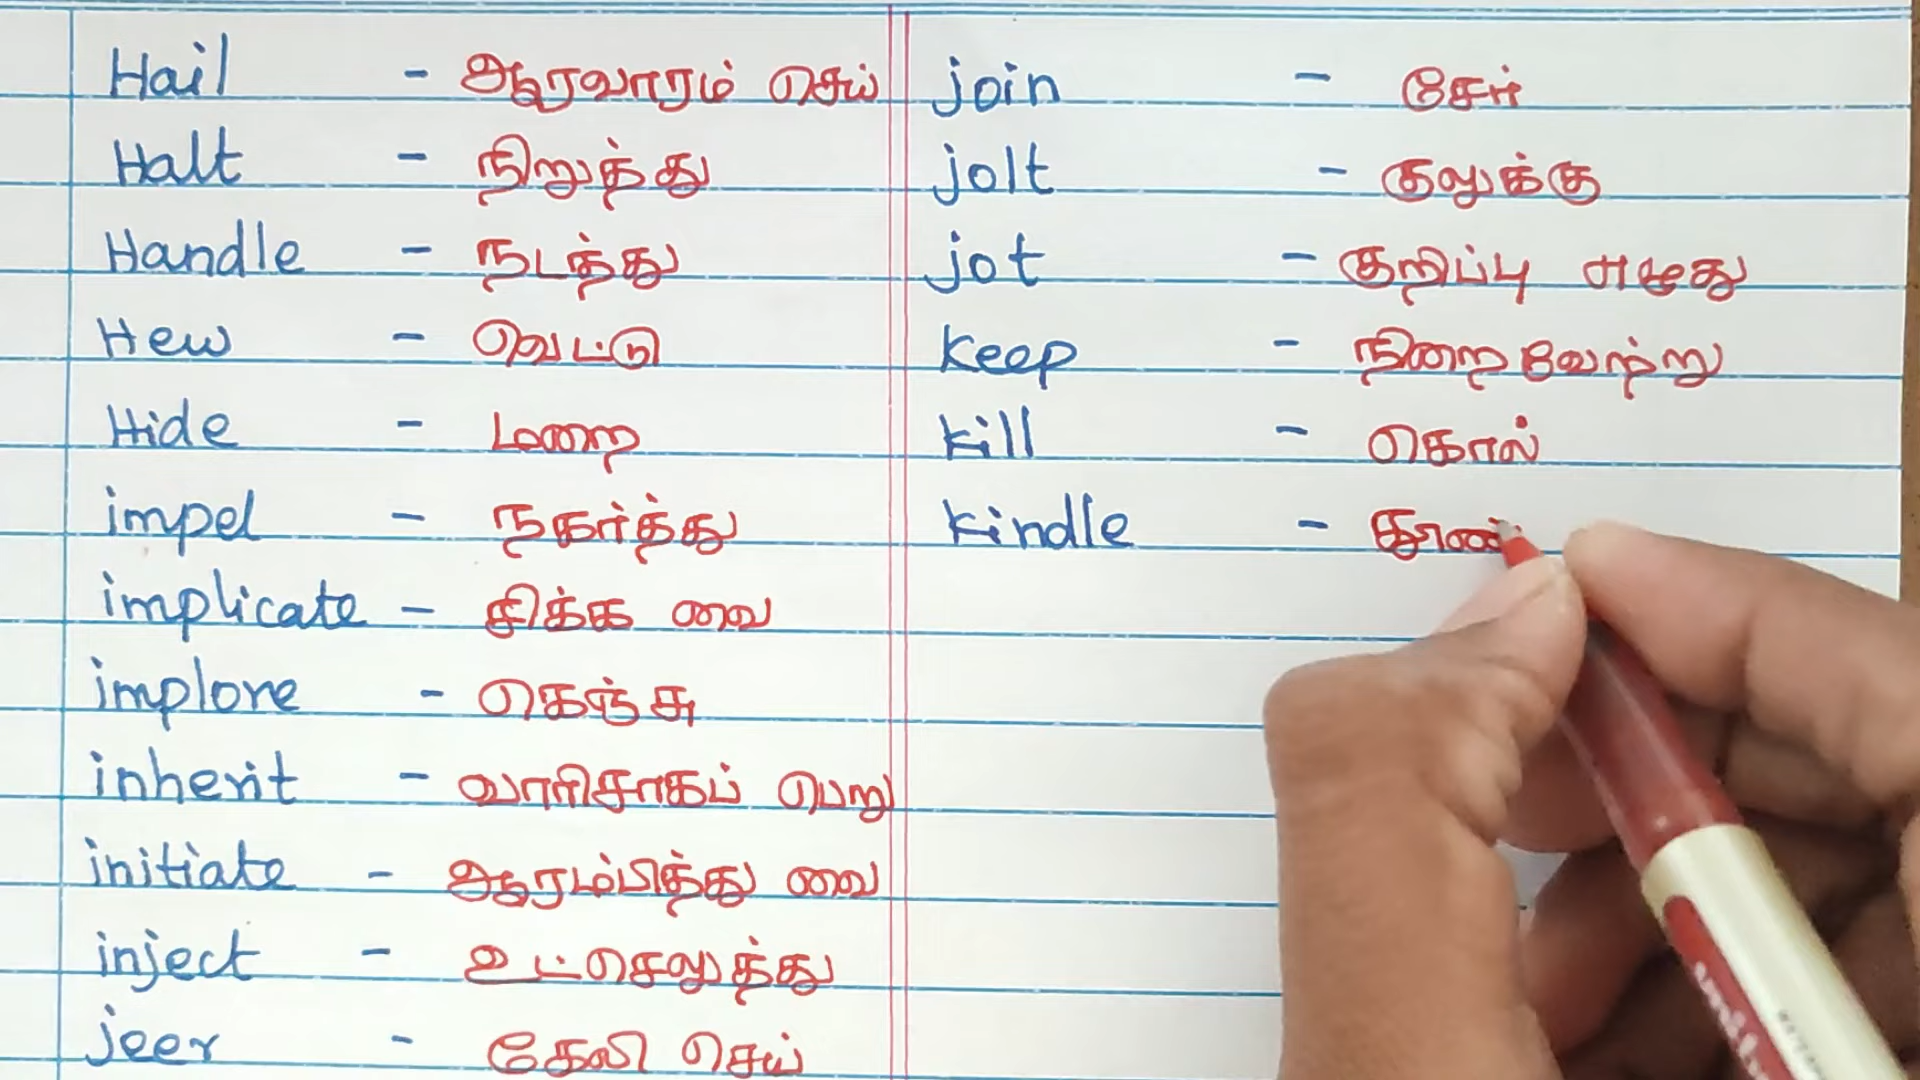 Hail - ஆரவாரம் செய்
Halt - நிறுத்து
Handle - நடத்து
Hew - வெட்டு
Hide - மறை
impel - நகர்த்து
implicate - சிக்க வை
implore - கெஞ்சு
inherit - வாரிசாகப் பெறு
initiate - ஆரம்பித்து வை
inject - உட்செலுத்து
jeer - கேலி செய்
join - சேர்
jolt - குலுக்கு
jot - குறிப்பு எழுது
keep - நிறைவேற்று
kill - கொல்
kindle - தூண்